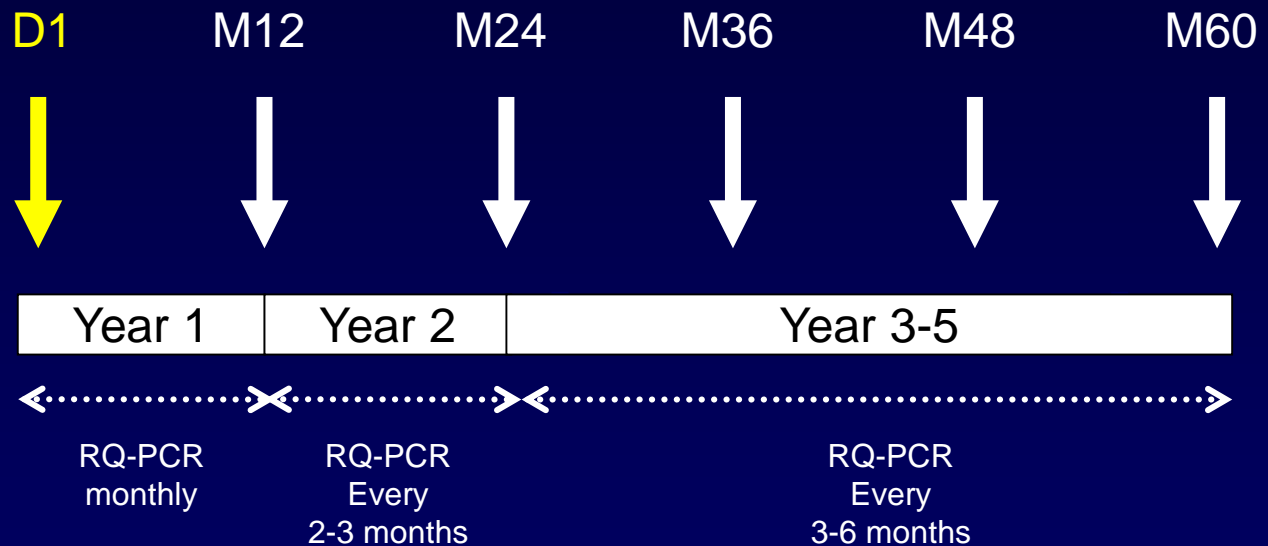 D1 M12 M24 M36 M48 M60
Year 1 Year 2 Year 3-5
RQ-PCR
monthly
RQ-PCR
Every
2-3 months
RQ-PCR
Every
3-6 months